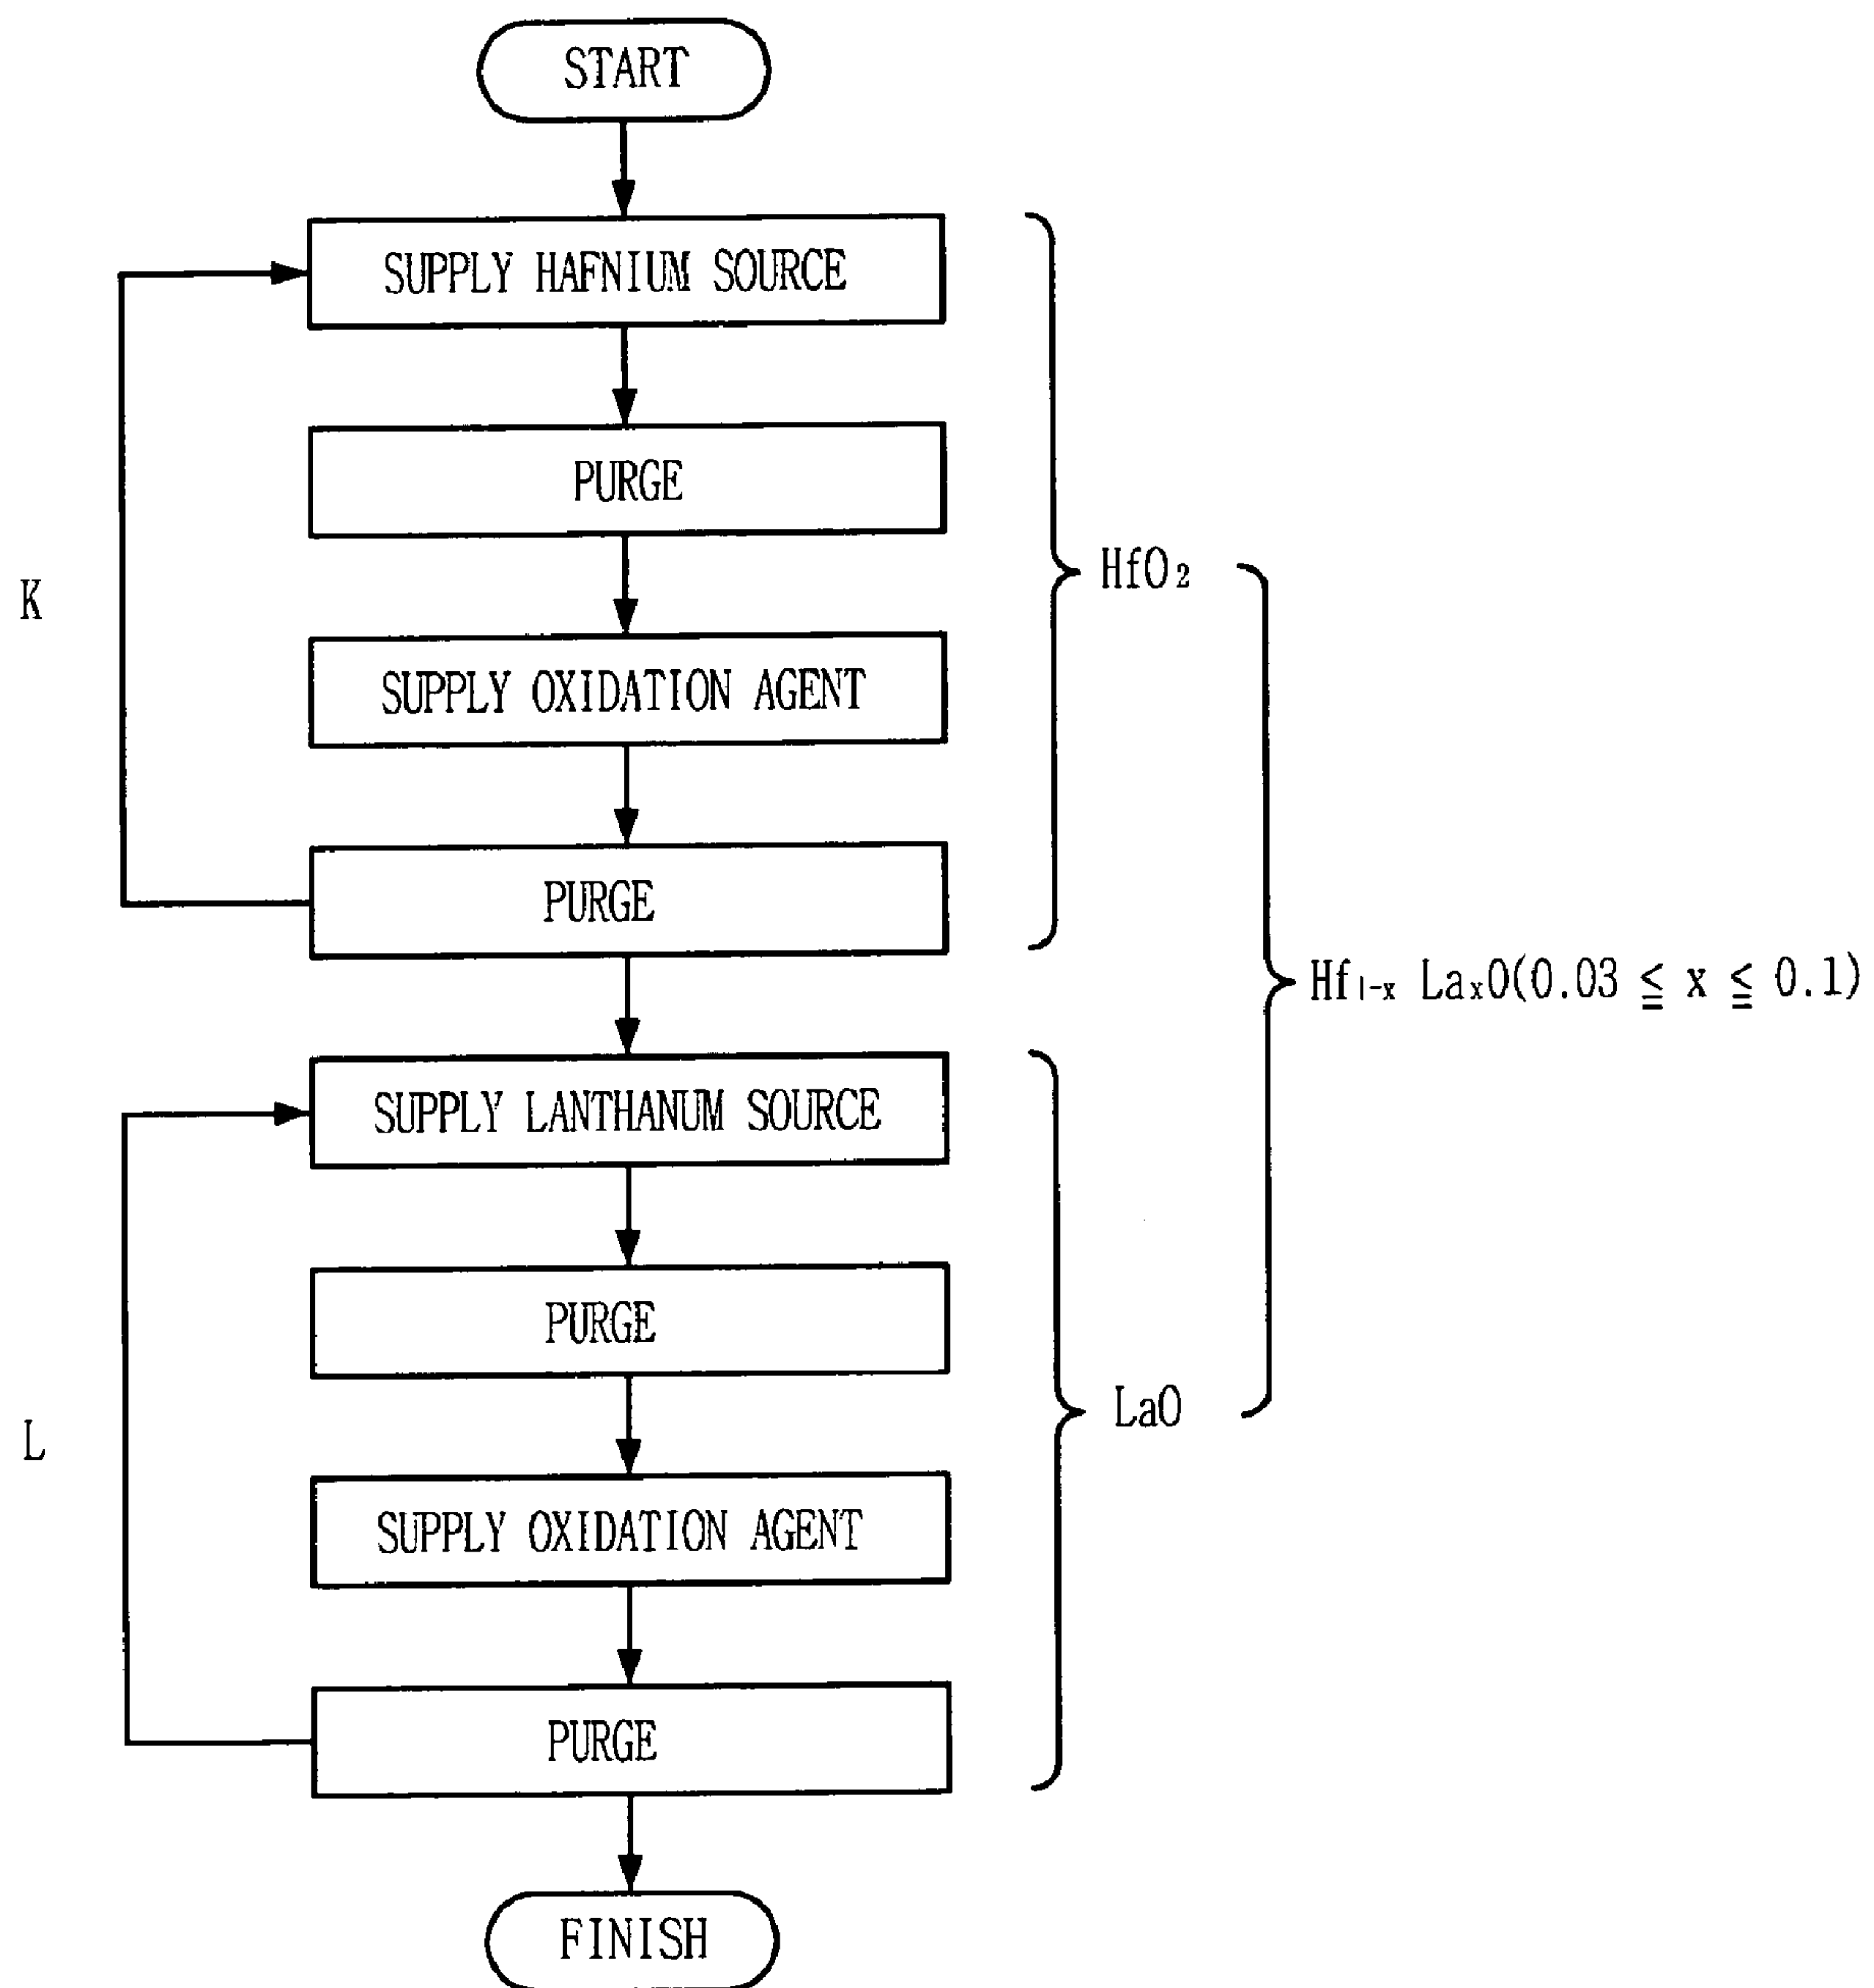 START
SUPPLY HAFNIUM SOURCE
PURGE
HfO₂
K
SUPPLY OXIDATION AGENT
PURGE
Hf₁₋ₓ LaₓO(0.03 ≦ x ≦ 0.1)
SUPPLY LANTHANUM SOURCE
PURGE
LaO
L
SUPPLY OXIDATION AGENT
PURGE
FINISH